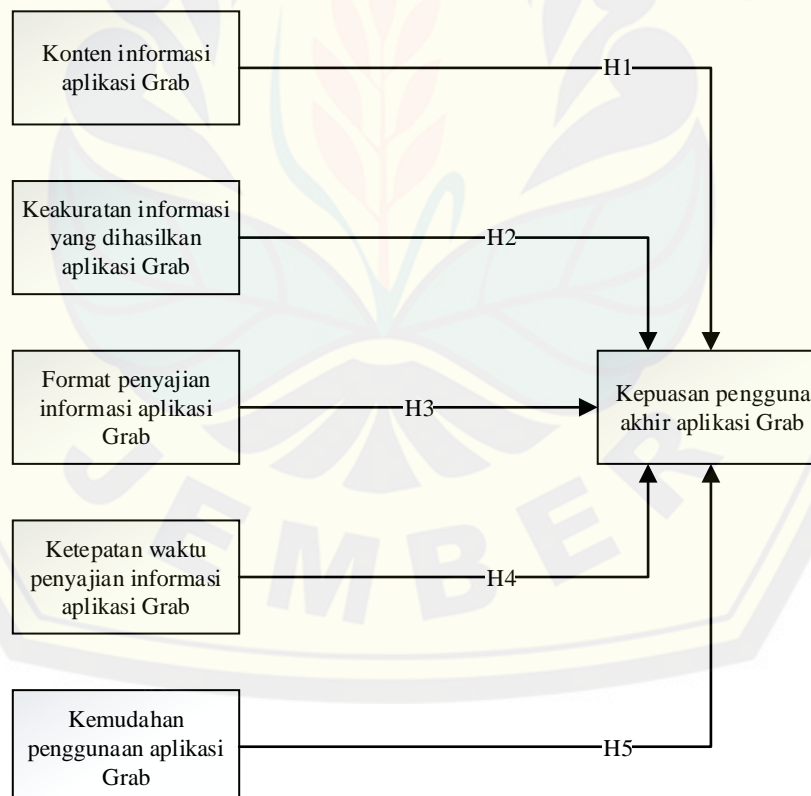 Konten informasi
aplikasi Grab
H1
Keakuratan informasi
yang dihasilkan
aplikasi Grab
H2
Format penyajian
informasi aplikasi
Grab
H3
Kepuasan pengguna
akhir aplikasi Grab
Ketepatan waktu
penyajian informasi
aplikasi Grab
H4
Kemudahan
penggunaan aplikasi
Grab
H5
JEMBER